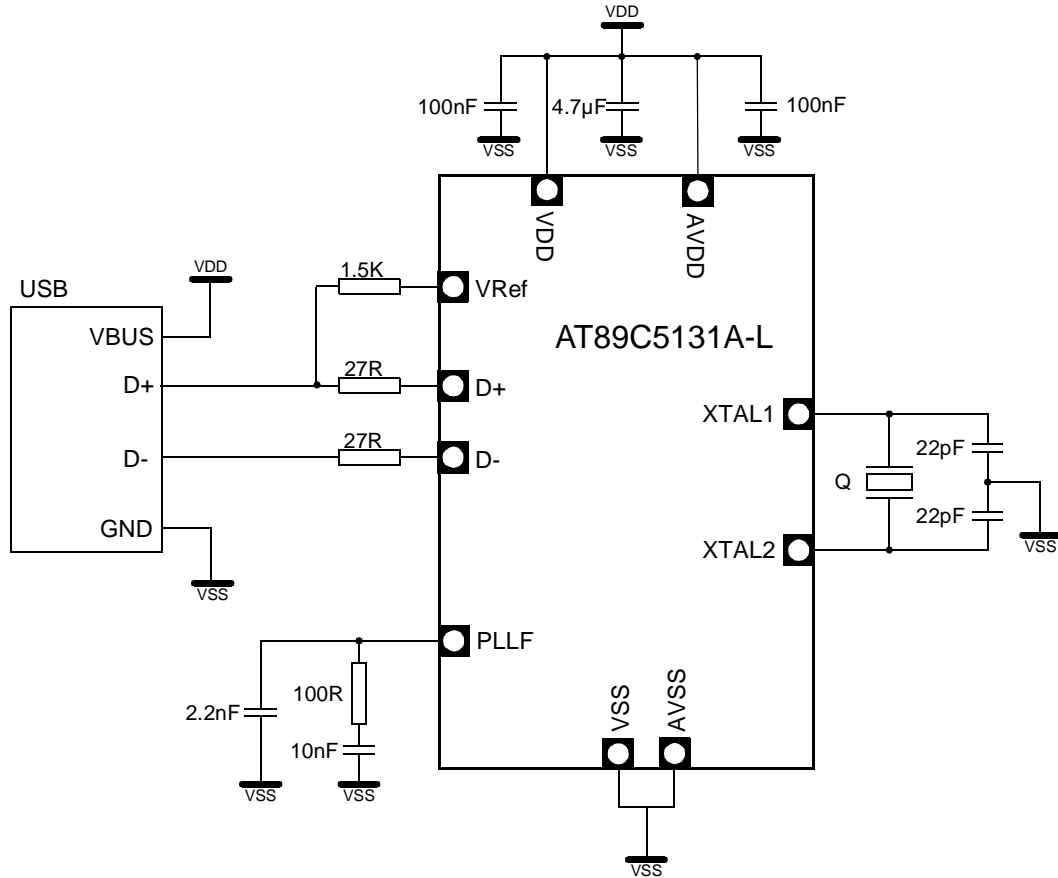 VDD
100nF
4.7µF
100nF
VSS
VSS
VSS
VDD
AVDD
VDD
USB
VBUS
D+
D-
GND
VSS
1.5K
VRef
27R
D+
27R
D-
AT89C5131A-L
XTAL1
22pF
Q
22pF
VSS
XTAL2
PLLF
100R
2.2nF
10nF
VSS
VSS
VSS
AVSS
VSS